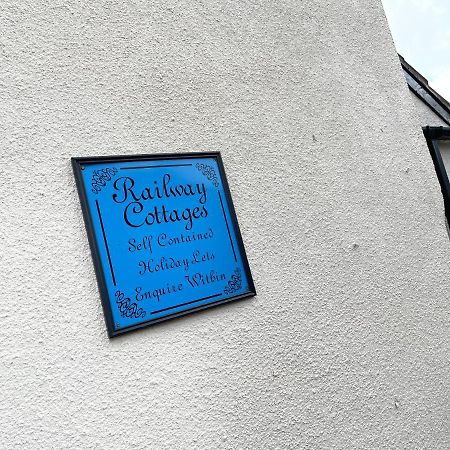 Railway
Cottages
Self Contained
Holiday Lets
Enquire Within